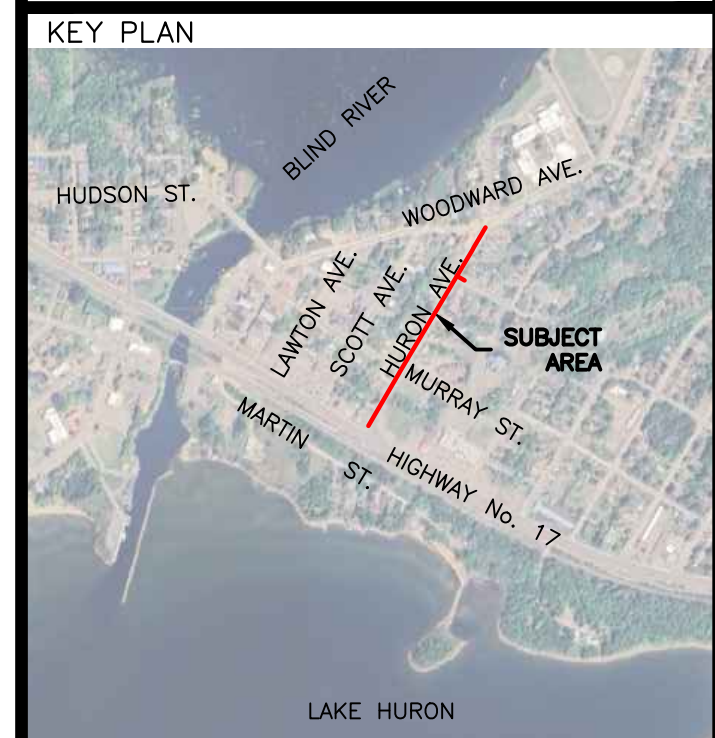 KEY PLAN
BLIND RIVER
HUDSON ST.
WOODWARD AVE.
LAWTON AVE.
SCOTT AVE.
HURON AVE.
SUBJECT
AREA
MURRAY ST.
MARTIN ST.
HIGHWAY No. 17
LAKE HURON